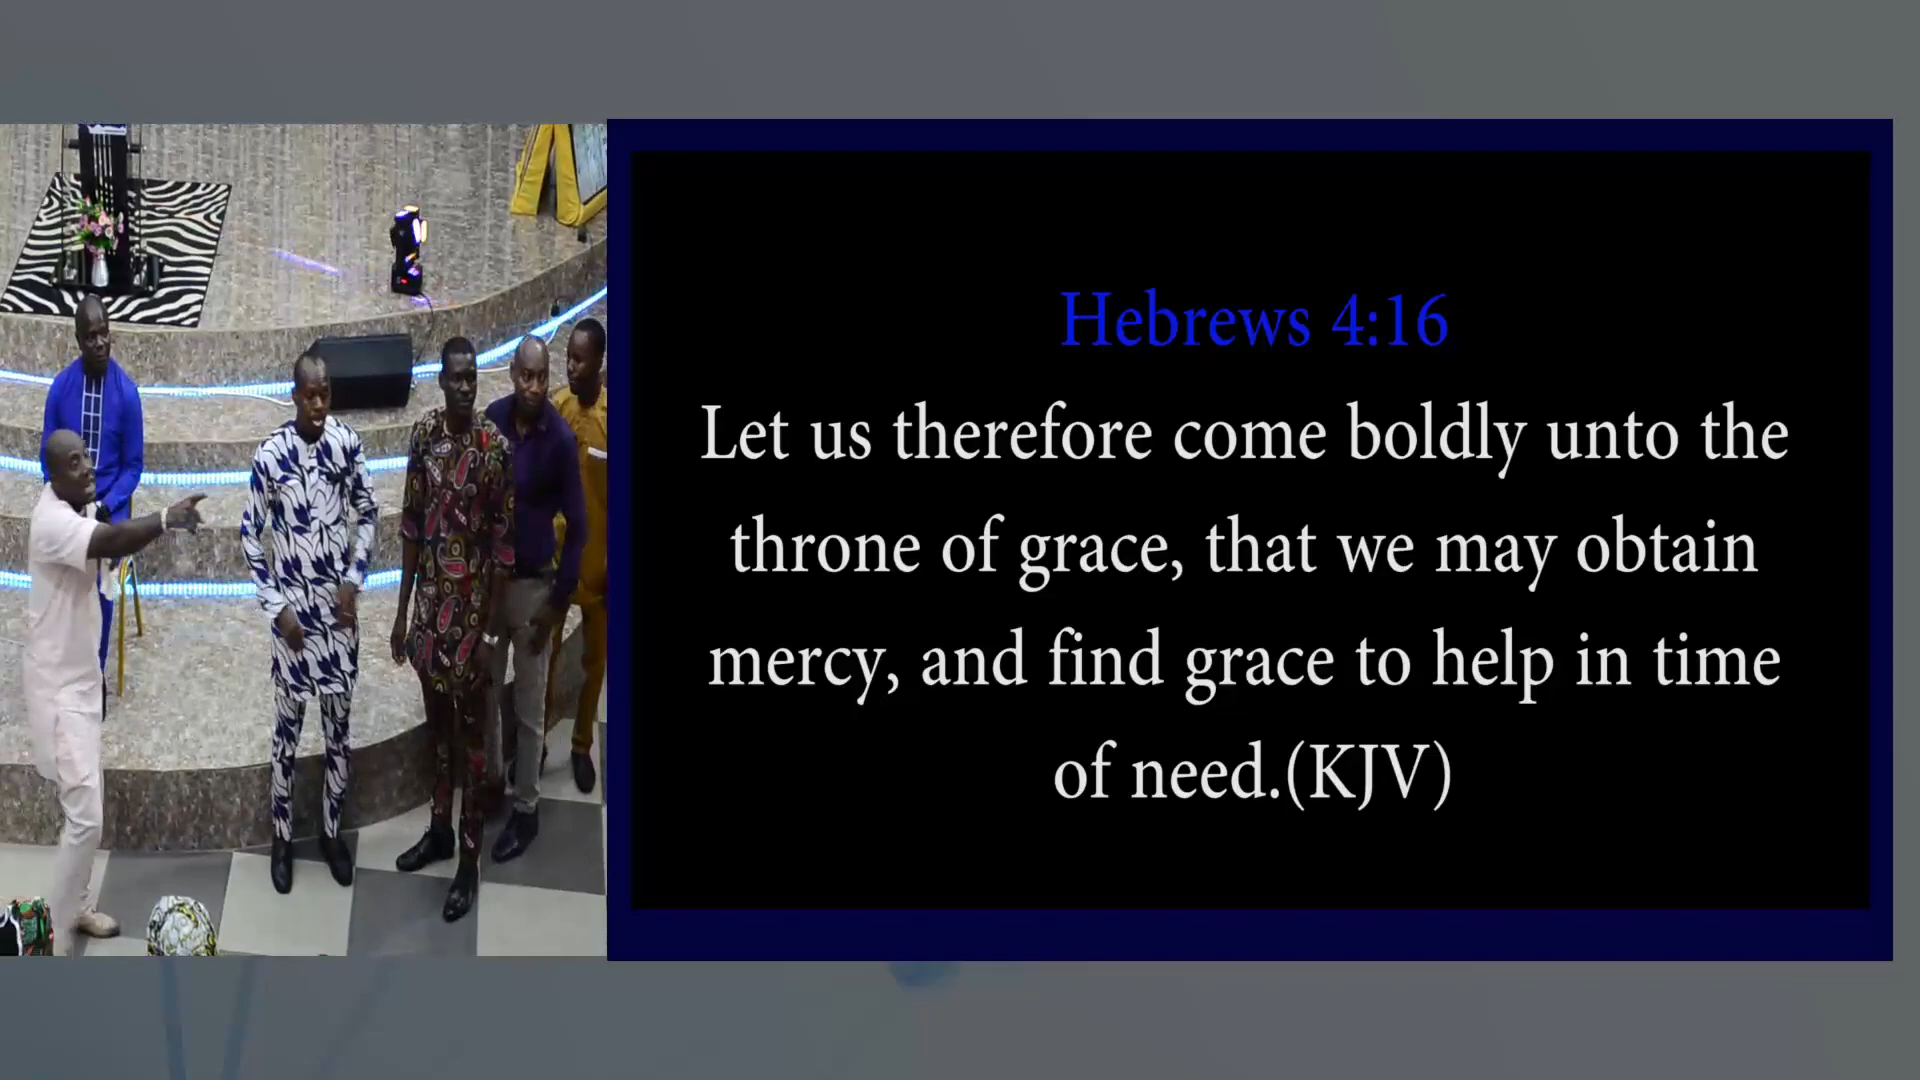 Hebrews 4:16
Let us therefore come boldly unto the
throne of grace, that we may obtain
mercy, and find grace to help in time
of need.(KJV)